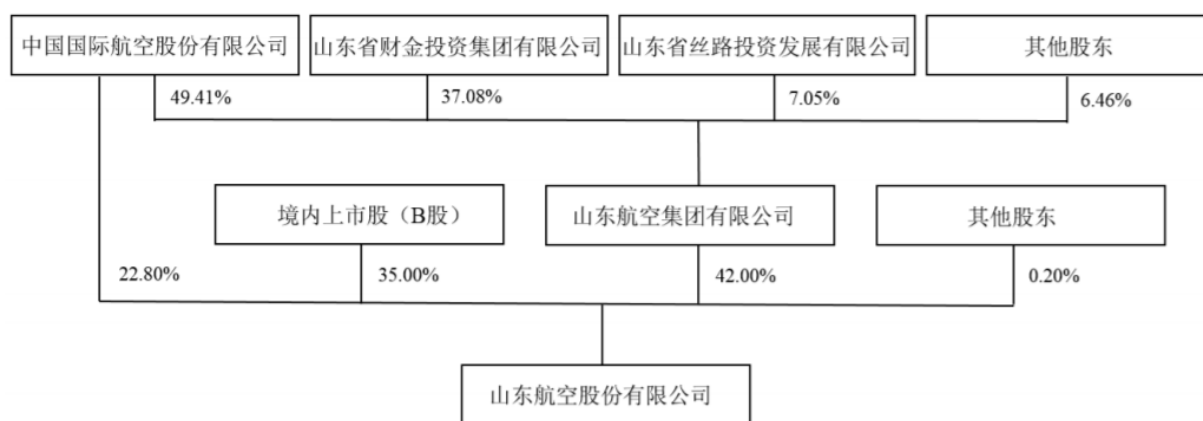 中国国际航空股份有限公司
山东省财金投资集团有限公司
山东省丝路投资发展有限公司
其他股东
49.41%
37.08%
7.05%
6.46%
境内上市股（B股）
山东航空集团有限公司
其他股东
22.80%
35.00%
42.00%
0.20%
山东航空股份有限公司